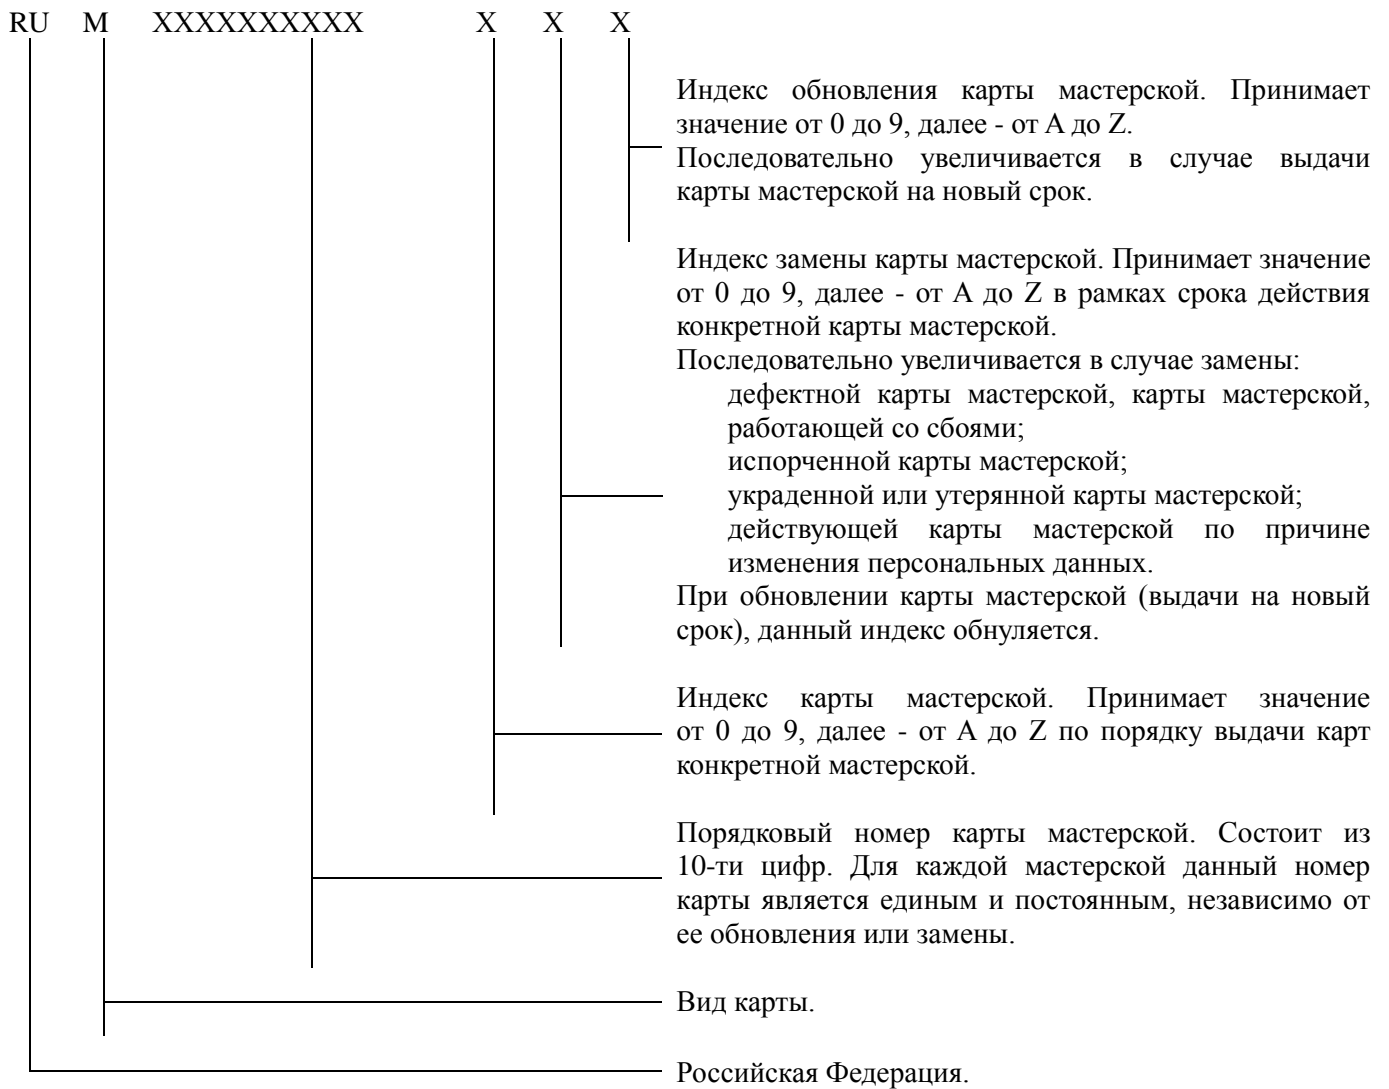 RU M XXXXXXXXXX X X X
Индекс обновления карты мастерской. Принимает
значение от 0 до 9, далее - от A до Z.
Последовательно увеличивается в случае выдачи
карты мастерской на новый срок.
Индекс замены карты мастерской. Принимает значение
от 0 до 9, далее - от A до Z в рамках срока действия
конкретной карты мастерской.
Последовательно увеличивается в случае замены:
дефектной карты мастерской, карты мастерской,
работающей со сбоями;
испорченной карты мастерской;
украденной или утерянной карты мастерской;
действующей карты мастерской по причине
изменения персональных данных.
При обновлении карты мастерской (выдачи на новый
срок), данный индекс обнуляется.
Индекс карты мастерской. Принимает значение
от 0 до 9, далее - от A до Z по порядку выдачи карт
конкретной мастерской.
Порядковый номер карты мастерской. Состоит из
10-ти цифр. Для каждой мастерской данный номер
карты является единым и постоянным, независимо от
ее обновления или замены.
Вид карты.
Российская Федерация.